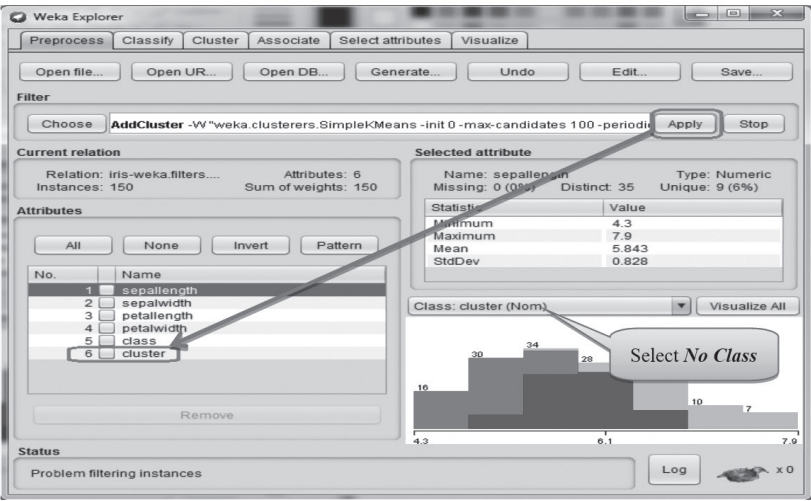 Weka Explorer
Preprocess Classify Cluster Associate Select attributes Visualize
Open file... Open UR... Open DB... Generate... Undo Edit... Save...
Filter
Choose AddCluster -W "weka.clusterers.SimpleKMeans -init 0 -max-candidates 100 -periodi Apply Stop
Current relation
Relation: iris-weka.filters.... Attributes: 6
Instances: 150 Sum of weights: 150
Attributes
All None Invert Pattern
No. Name
1 sepallength
2 sepalwidth
3 petallength
4 petalwidth
5 class
6 cluster
Remove
Selected attribute
Name: sepallength Type: Numeric
Missing: 0 (0%) Distinct: 35 Unique: 9 (6%)
Statistic Value
Minimum 4.3
Maximum 7.9
Mean 5.843
StdDev 0.828
Class: cluster (Nom) Visualize All
Select No Class
16 30 34 28 10 7
4.3 6.1 7.9
Status
Problem filtering instances
Log x 0